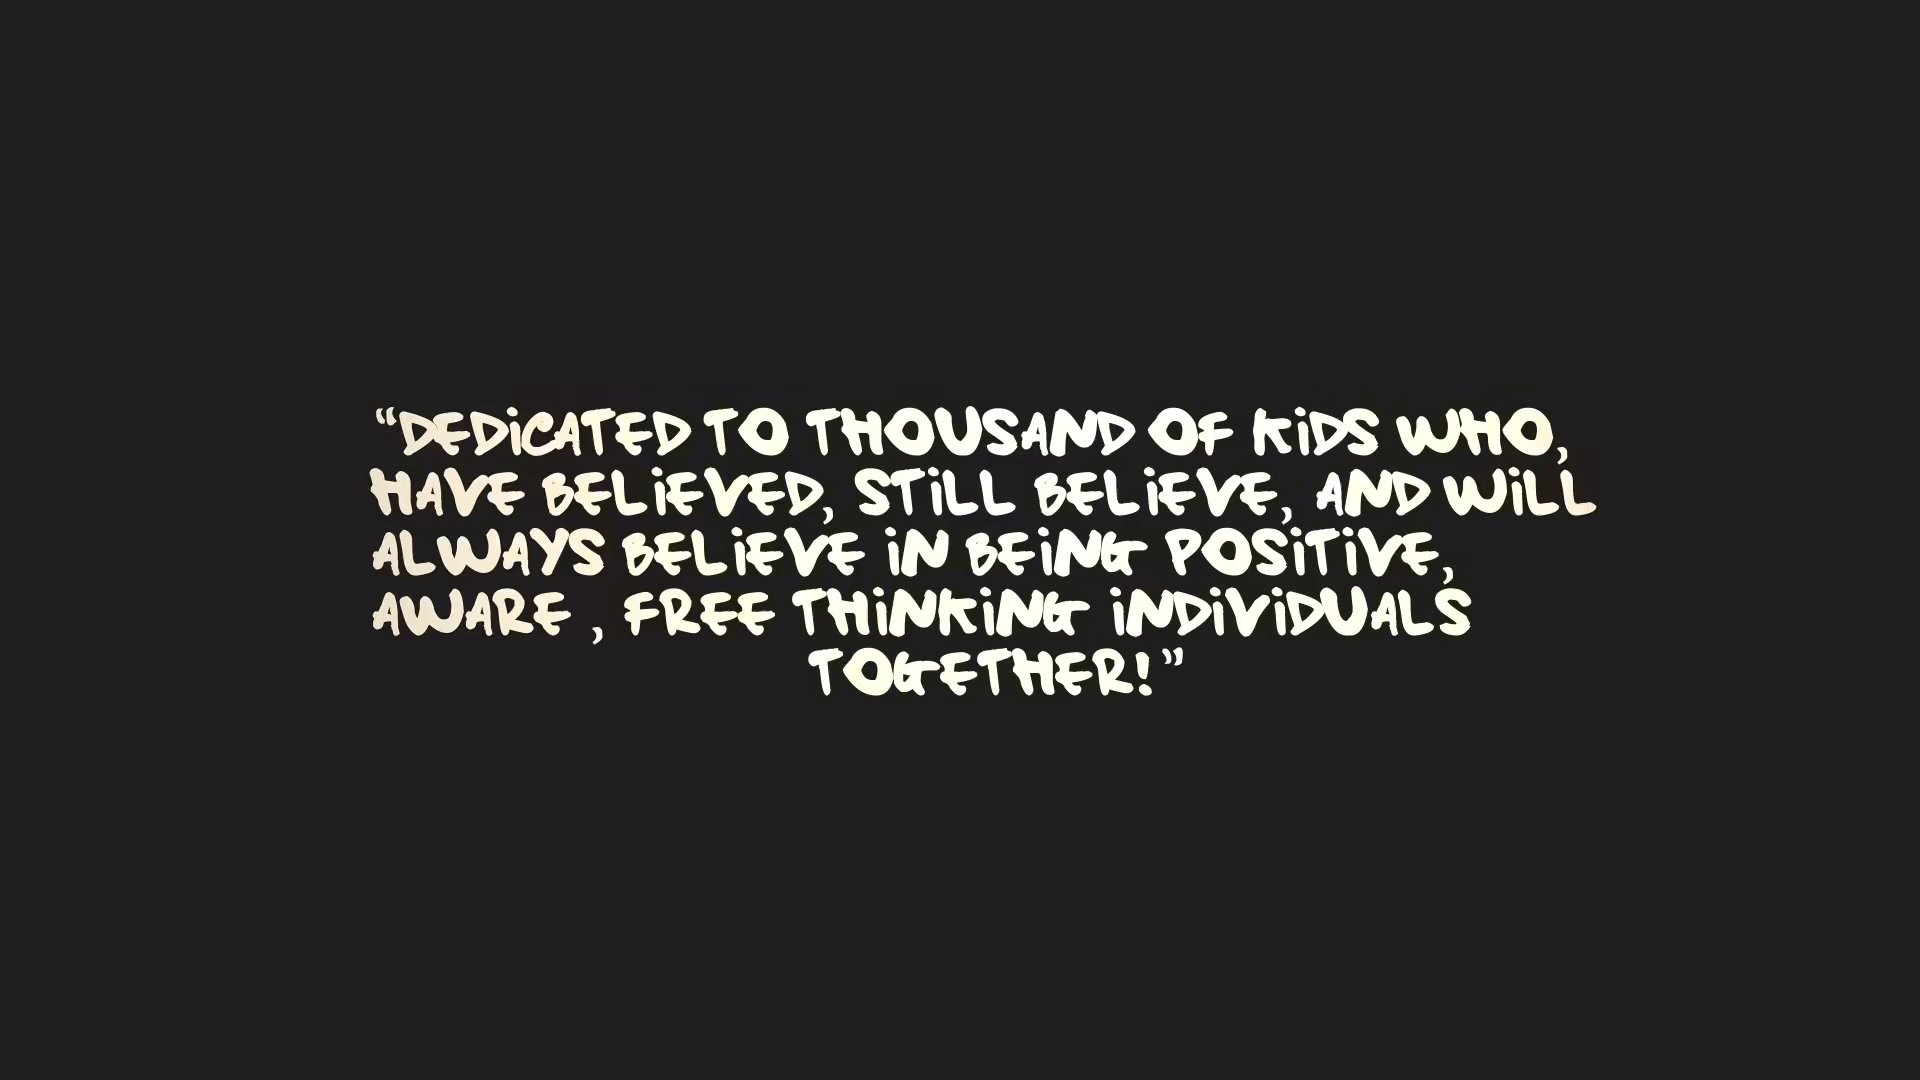 “DEDiCATED TO THOUSAND OF KiDS WHO,
HAVE BELiEVED, STiLL BELiEVE, AND WiLL
ALWAYS BELiEVE iN BEiNG POSiTiVE,
AWARE , FREE THiNKiNG iNDiViDUALS
TOGETHER!”